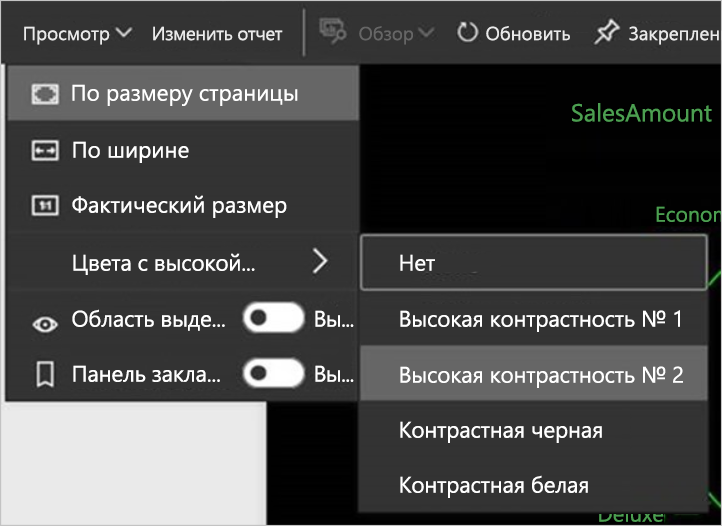 Просмотр Изменить отчет Обзор Обновить Закреплен
По размеру страницы
SalesAmount
По ширине
Фактический размер
Econom
Цвета с высокой...
Нет
Область выде... Вы...
Высокая контрастность № 1
Панель закла... Вы...
Высокая контрастность № 2
Контрастная черная
Контрастная белая
Deluxe